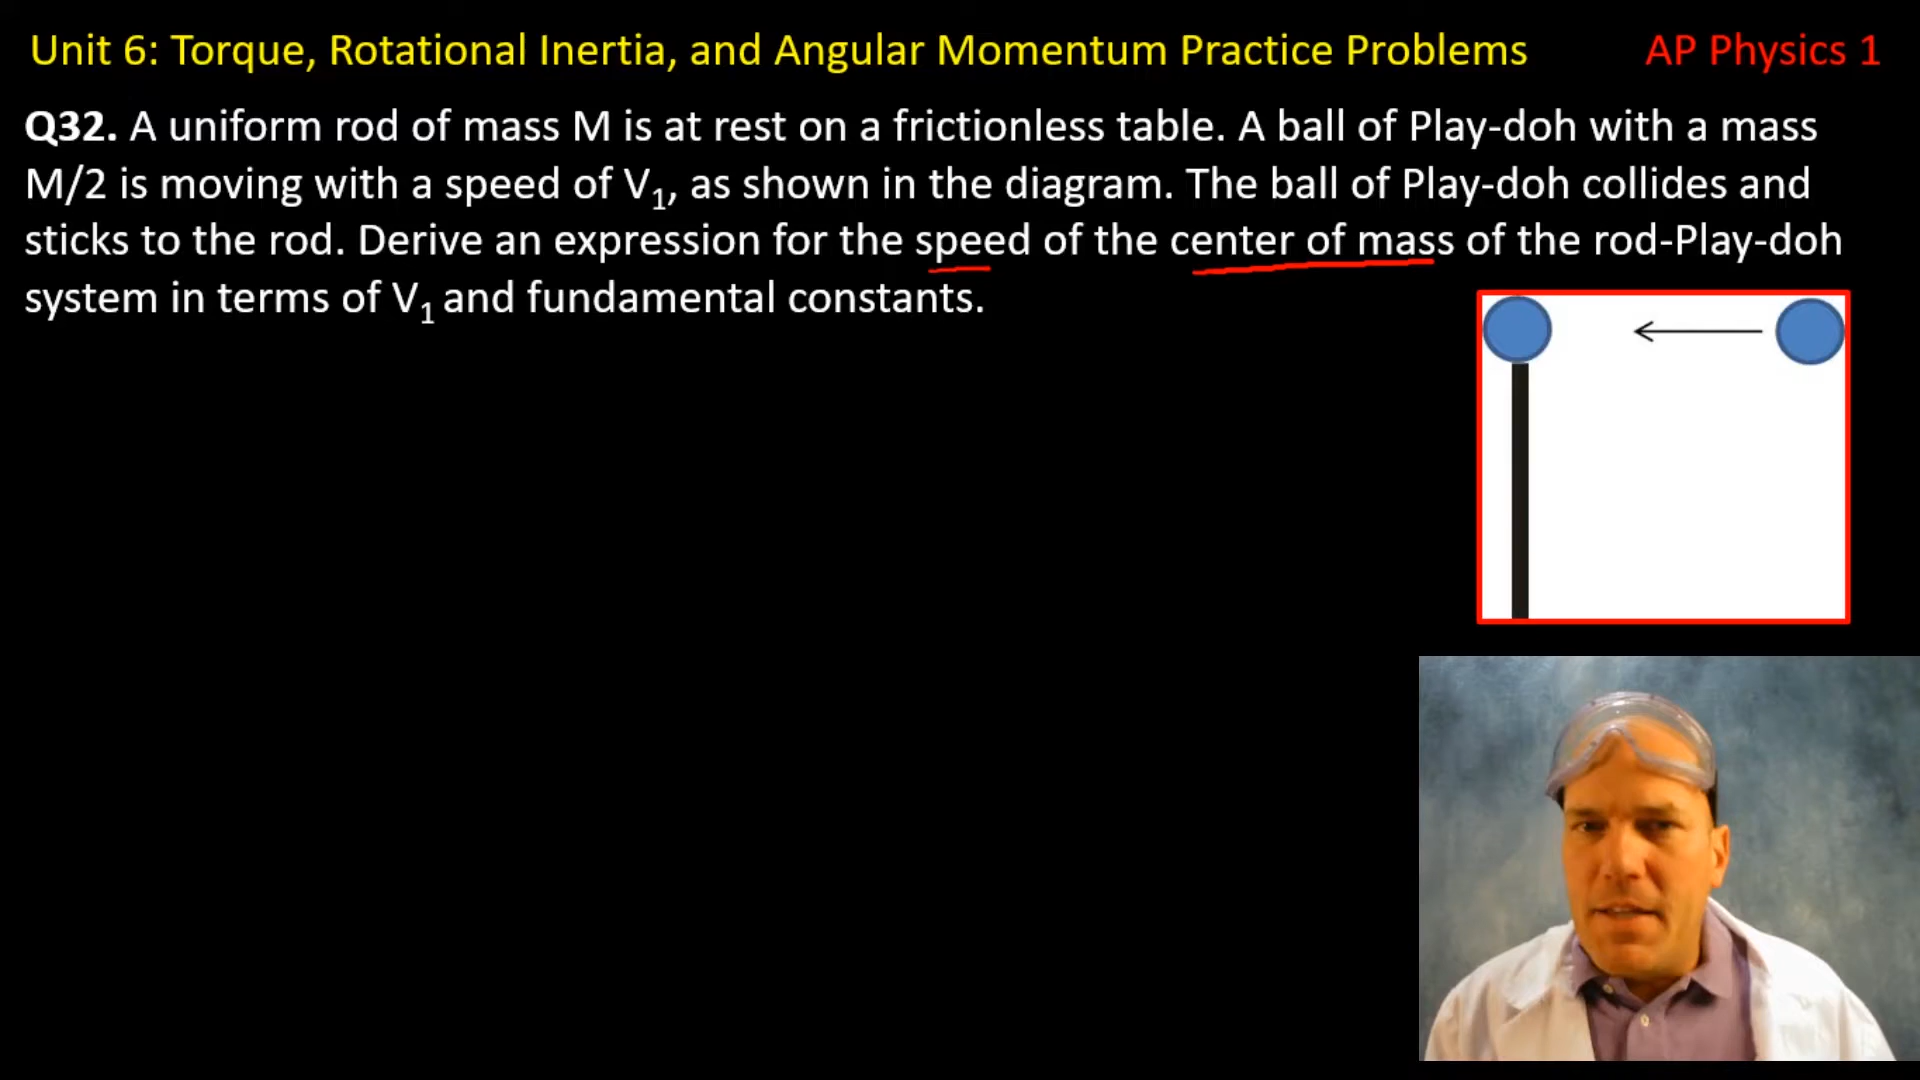 Unit 6: Torque, Rotational Inertia, and Angular Momentum Practice Problems AP Physics 1
Q32. A uniform rod of mass M is at rest on a frictionless table. A ball of Play-doh with a mass
M/2 is moving with a speed of V₁, as shown in the diagram. The ball of Play-doh collides and
sticks to the rod. Derive an expression for the speed of the center of mass of the rod-Play-doh
system in terms of V₁ and fundamental constants.